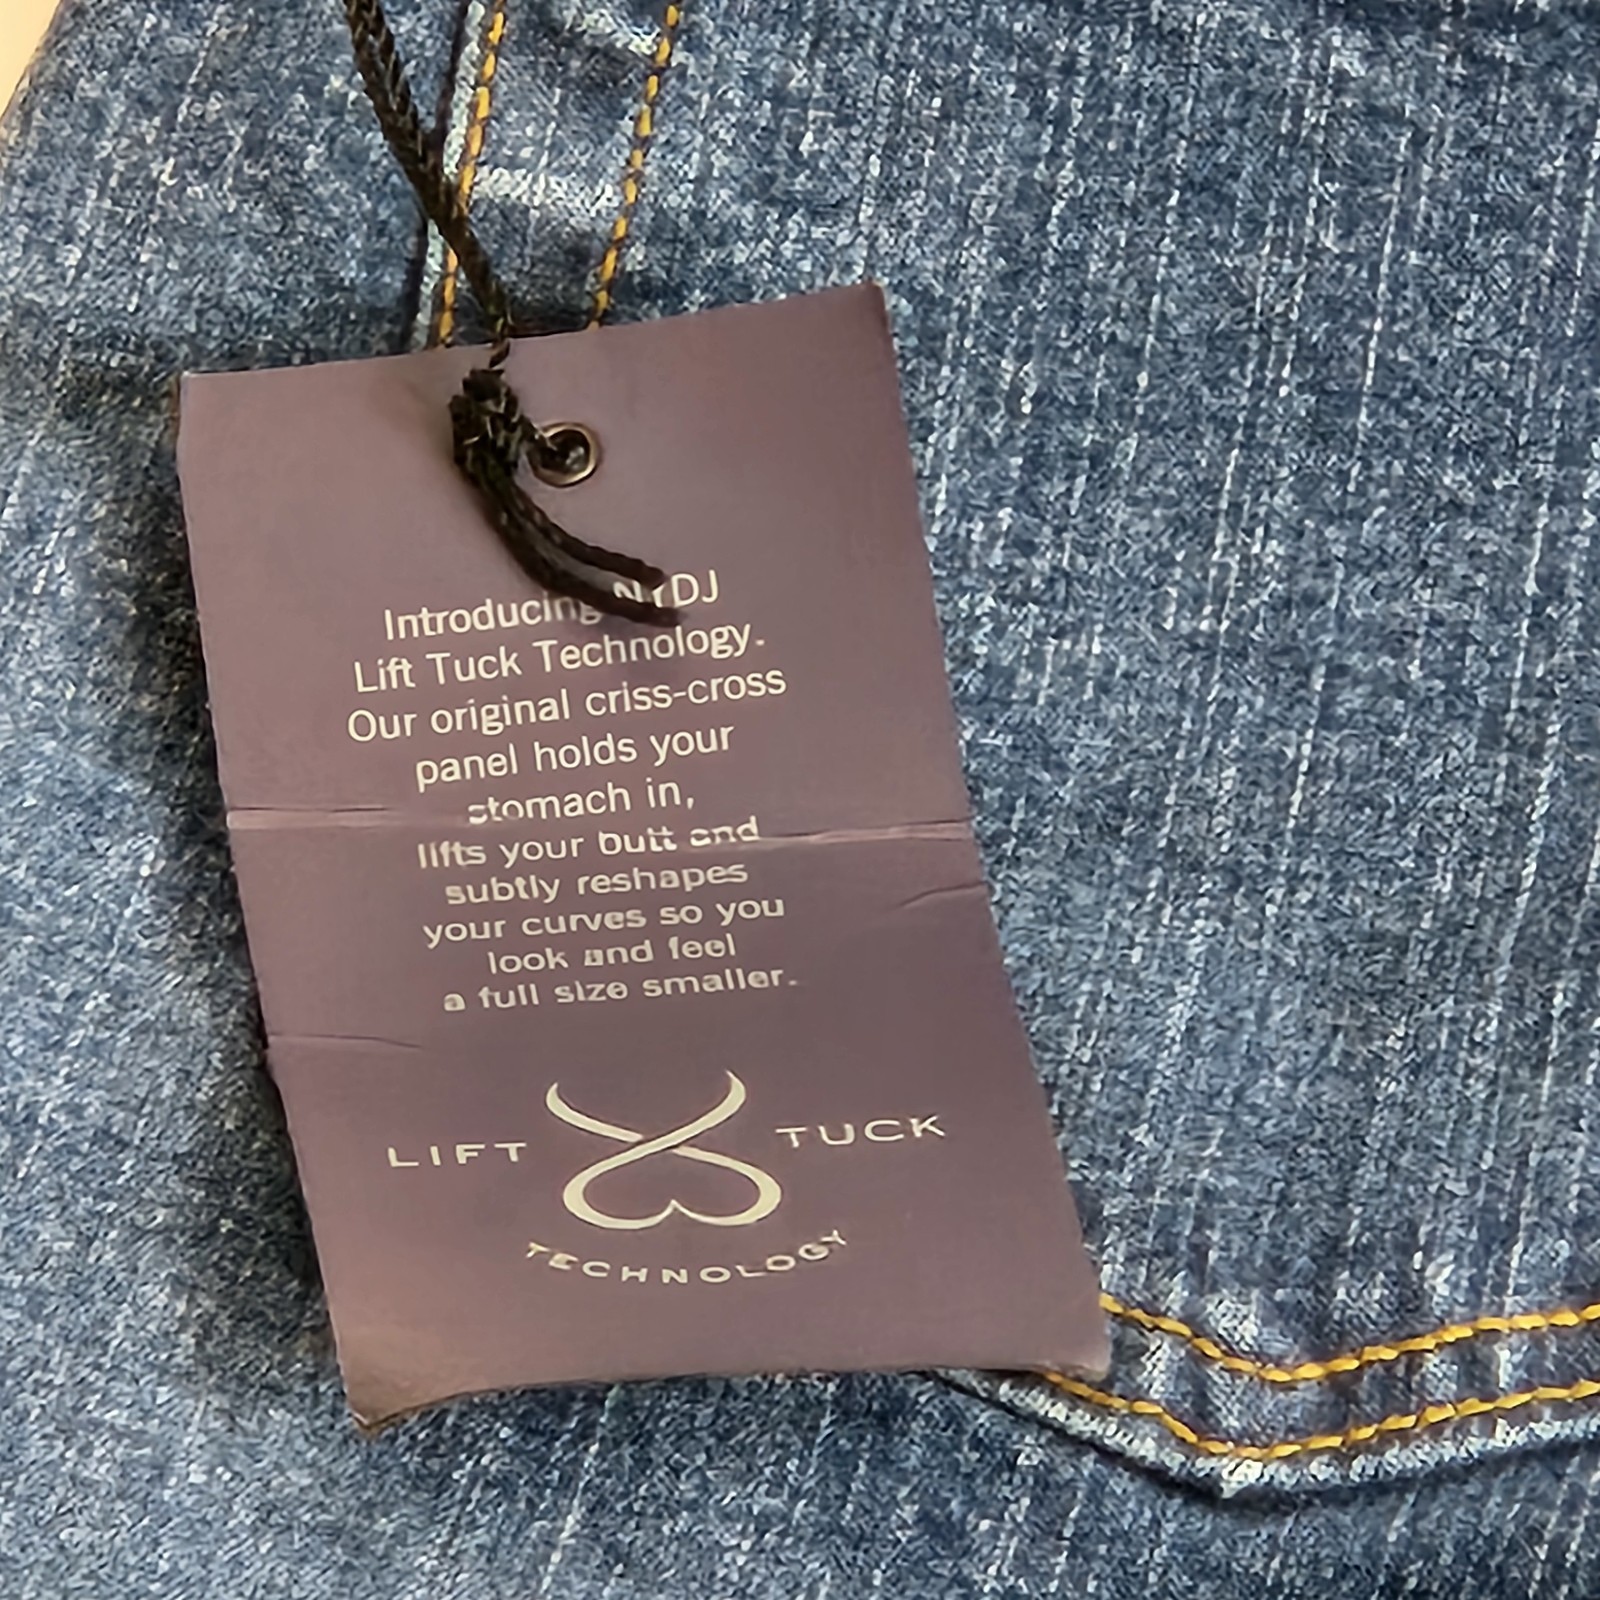 Introducing NYDJ
Lift Tuck Technology.
Our original criss-cross
panel holds your
stomach in,
lifts your butt and
subtly reshapes
your curves so you
look and feel
a full size smaller.
LIFT TUCK
TECHNOLOGY